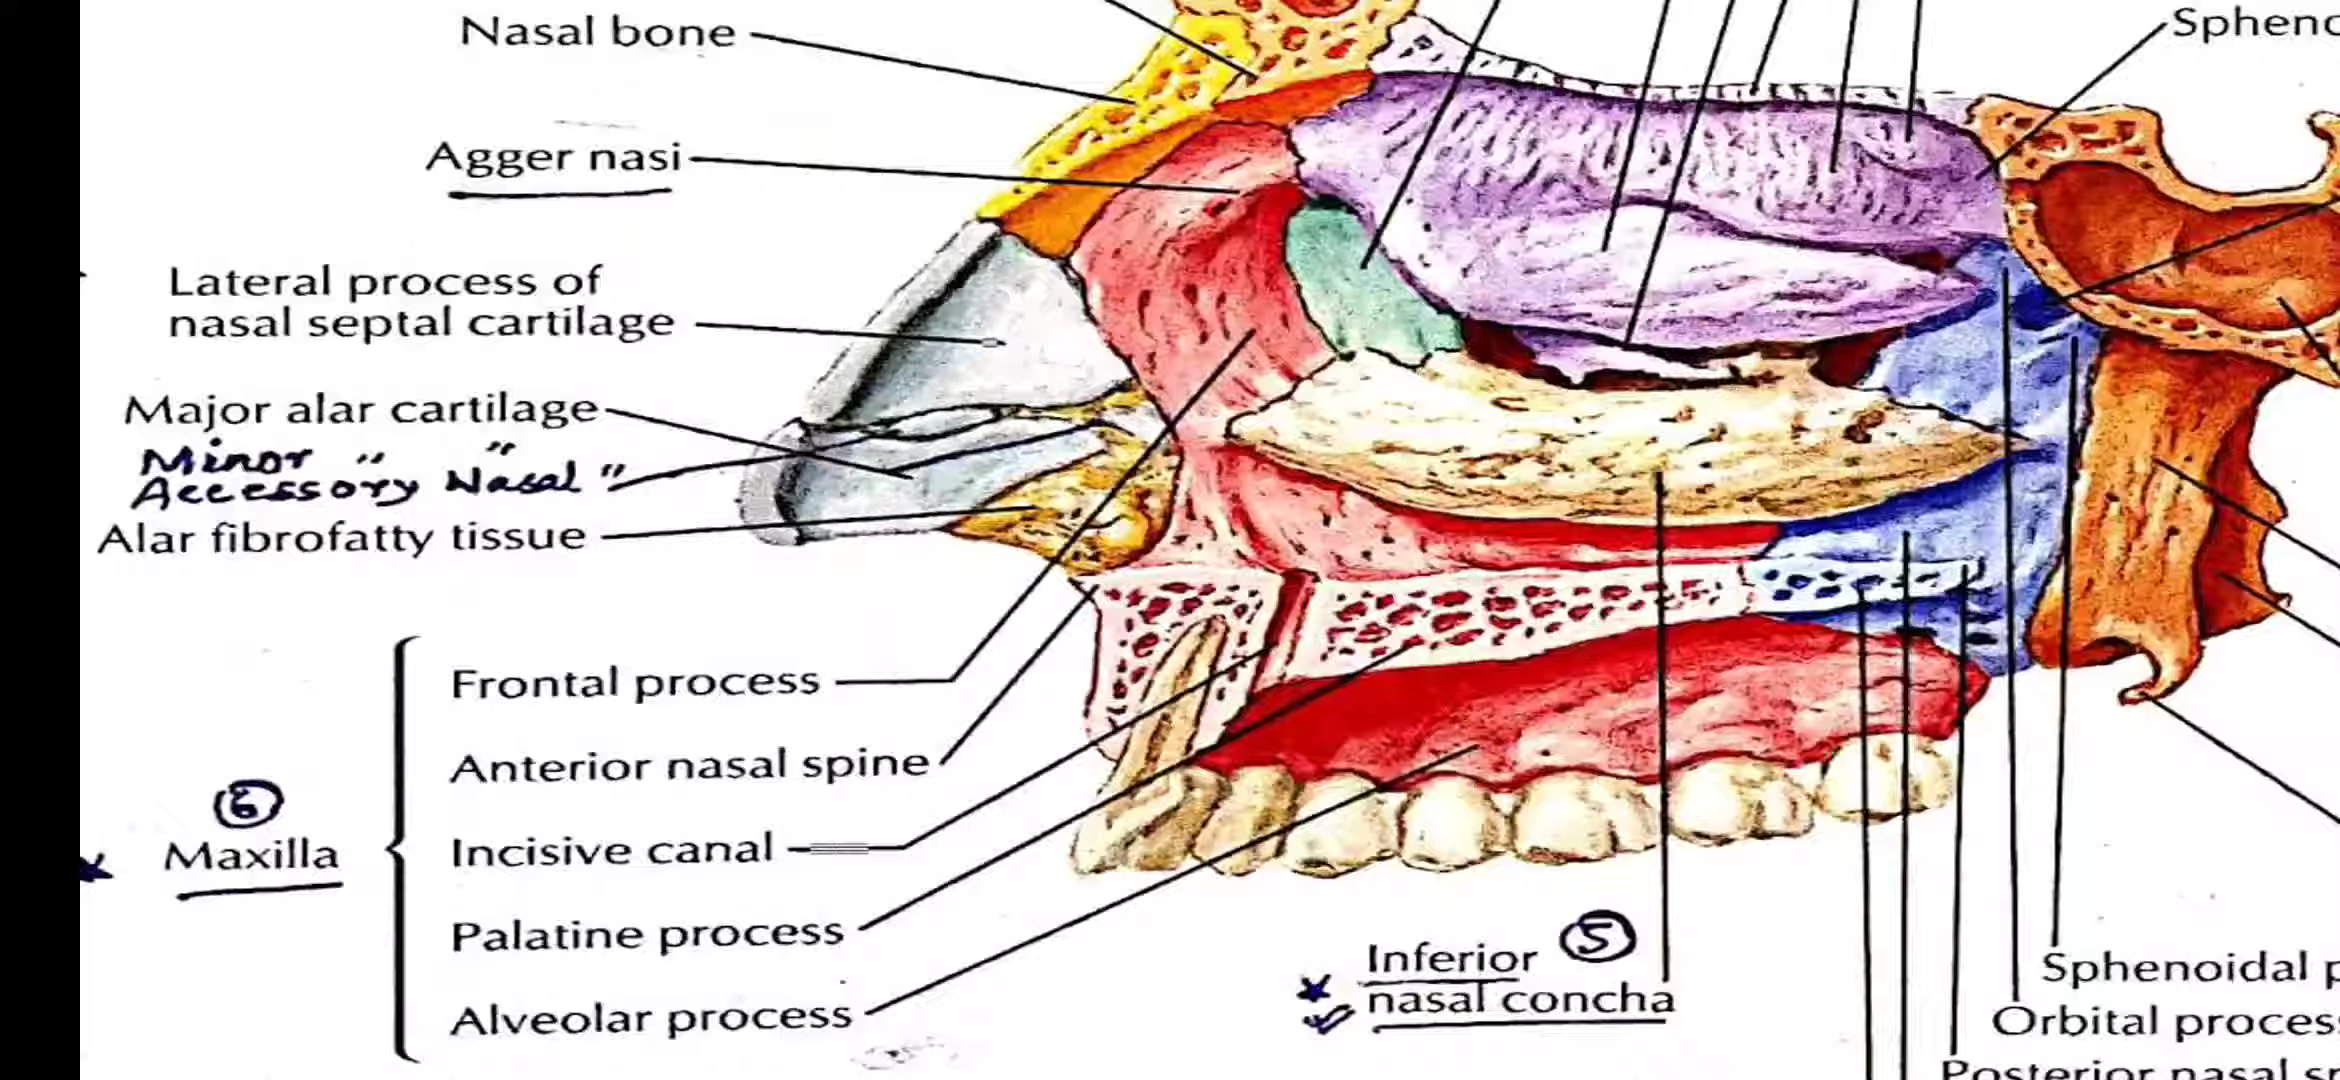 Nasal bone
Agger nasi
Lateral process of
nasal septal cartilage
Major alar cartilage
Minor " "
Accessory Nasal "
Alar fibrofatty tissue
Frontal process
Anterior nasal spine
Incisive canal
Palatine process
Alveolar process
6
Maxilla
Inferior 5
nasal concha
Spheno
Sphenoidal p
Orbital proces
Posterior nasal sp